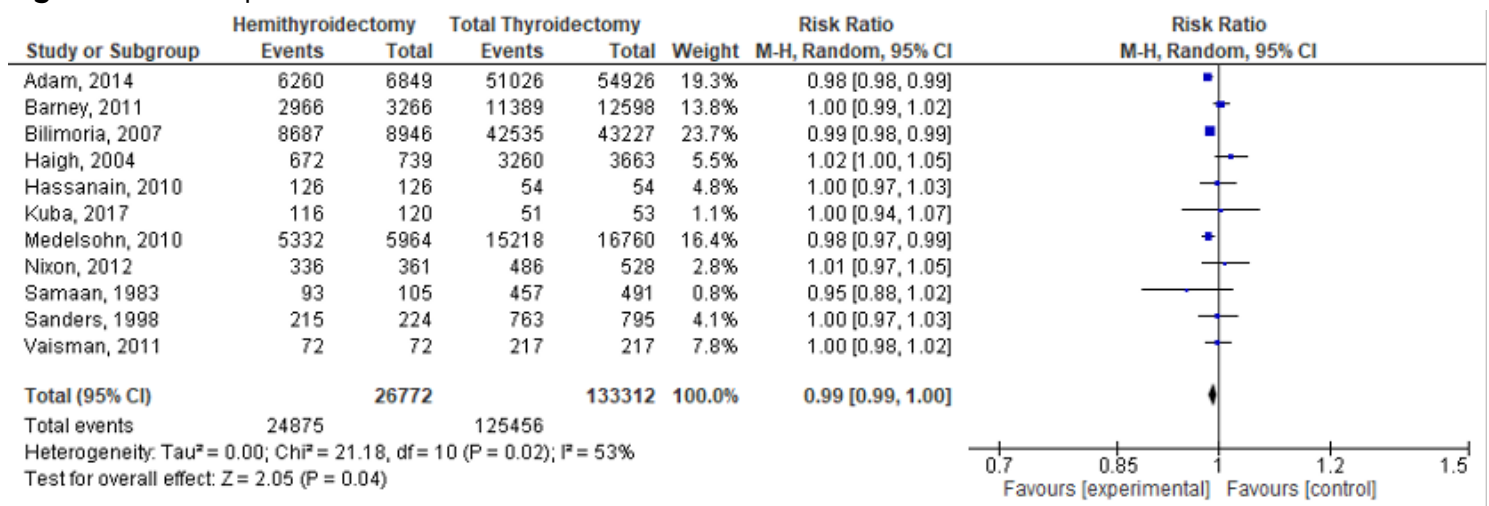 Hemithyroidectomy Total Thyroidectomy Risk Ratio Risk Ratio
Study or Subgroup Events Total Events Total Weight M-H, Random, 95% CI M-H, Random, 95% CI
Adam, 2014 6260 6849 51026 54926 19.3% 0.98 [0.98, 0.99]
Barney, 2011 2966 3266 11389 12598 13.8% 1.00 [0.99, 1.02]
Bilimoria, 2007 8687 8946 42535 43227 23.7% 0.99 [0.98, 0.99]
Haigh, 2004 672 739 3260 3663 5.5% 1.02 [1.00, 1.05]
Hassanain, 2010 126 126 54 54 4.8% 1.00 [0.97, 1.03]
Kuba, 2017 116 120 51 53 1.1% 1.00 [0.94, 1.07]
Medelsohn, 2010 5332 5964 15218 16760 16.4% 0.98 [0.97, 0.99]
Nixon, 2012 336 361 486 528 2.8% 1.01 [0.97, 1.05]
Samaan, 1983 93 105 457 491 0.8% 0.95 [0.88, 1.02]
Sanders, 1998 215 224 763 795 4.1% 1.00 [0.97, 1.03]
Vaisman, 2011 72 72 217 217 7.8% 1.00 [0.98, 1.02]
Total (95% CI) 26772 133312 100.0% 0.99 [0.99, 1.00]
Total events 24875 125456
Heterogeneity: Tau² = 0.00; Chi² = 21.18, df = 10 (P = 0.02); I² = 53%
Test for overall effect: Z = 2.05 (P = 0.04)
0.7 0.85 1 1.2 1.5
Favours [experimental] Favours [control]